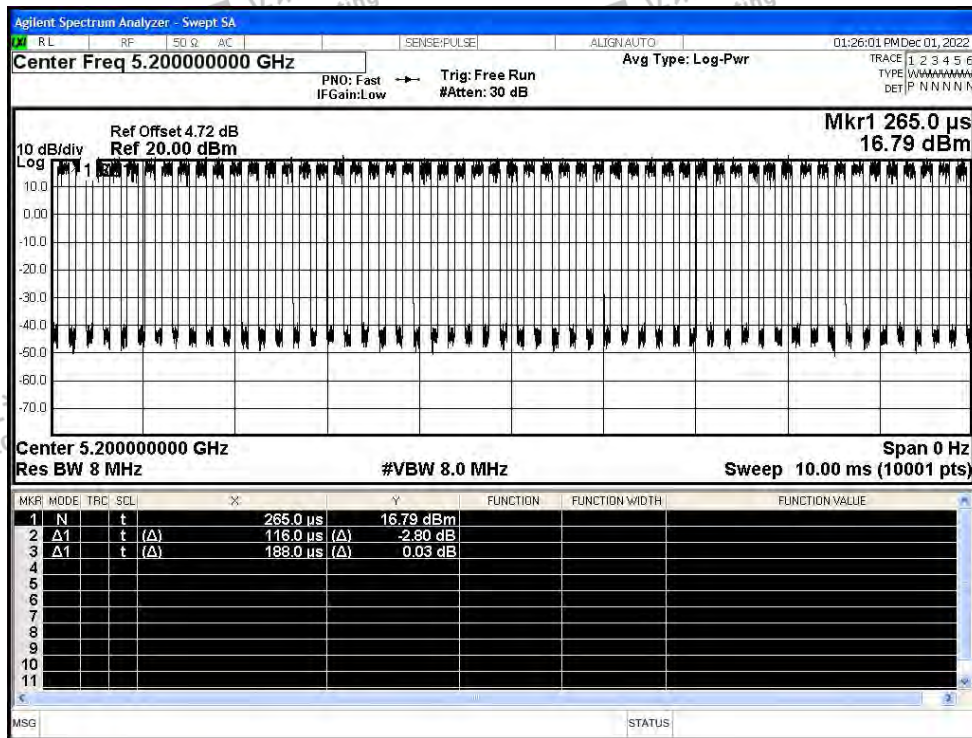 Agilent Spectrum Analyzer - Swept SA
RL RF 50 Ω AC SENSE:PULSE ALIGNAUTO 01:26:01 PM Dec 01, 2022
Center Freq 5.200000000 GHz Avg Type: Log-Pwr TRACE 1 2 3 4 5 6
PNO: Fast Trig: Free Run TYPE WWWWWW
IFGain:Low #Atten: 30 dB DET P N N N N N
Mkr1 265.0 µs
Ref Offset 4.72 dB
10 dB/div Ref 20.00 dBm 16.79 dBm
Log
1
10.0
0.00
-10.0
-20.0
-30.0
-40.0
-50.0
-60.0
-70.0
Center 5.200000000 GHz Span 0 Hz
Res BW 8 MHz #VBW 8.0 MHz Sweep 10.00 ms (10001 pts)
MKR MODE TRC SCL X Y FUNCTION FUNCTION WIDTH FUNCTION VALUE
1 N t 265.0 µs 16.79 dBm
2 Δ1 t (Δ) 116.0 µs (Δ) -2.80 dB
3 Δ1 t (Δ) 188.0 µs (Δ) 0.03 dB
4
5
6
7
8
9
10
11
MSG STATUS